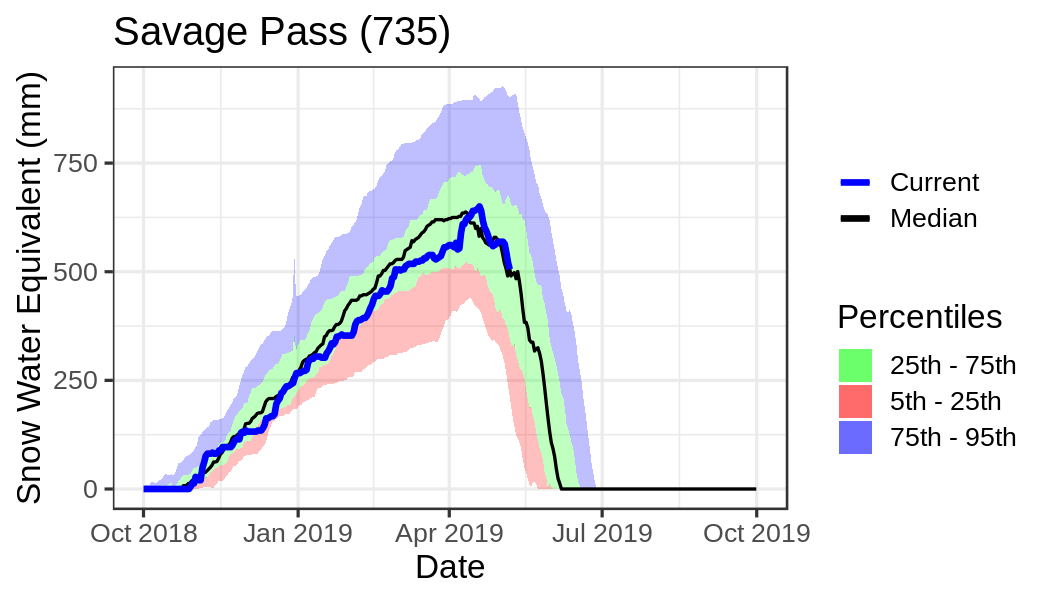 Savage Pass (735)
Snow Water Equivalent (mm)
750
500
250
0
Oct 2018
Jan 2019
Apr 2019
Jul 2019
Oct 2019
Date
Current
Median
Percentiles
25th - 75th
5th - 25th
75th - 95th